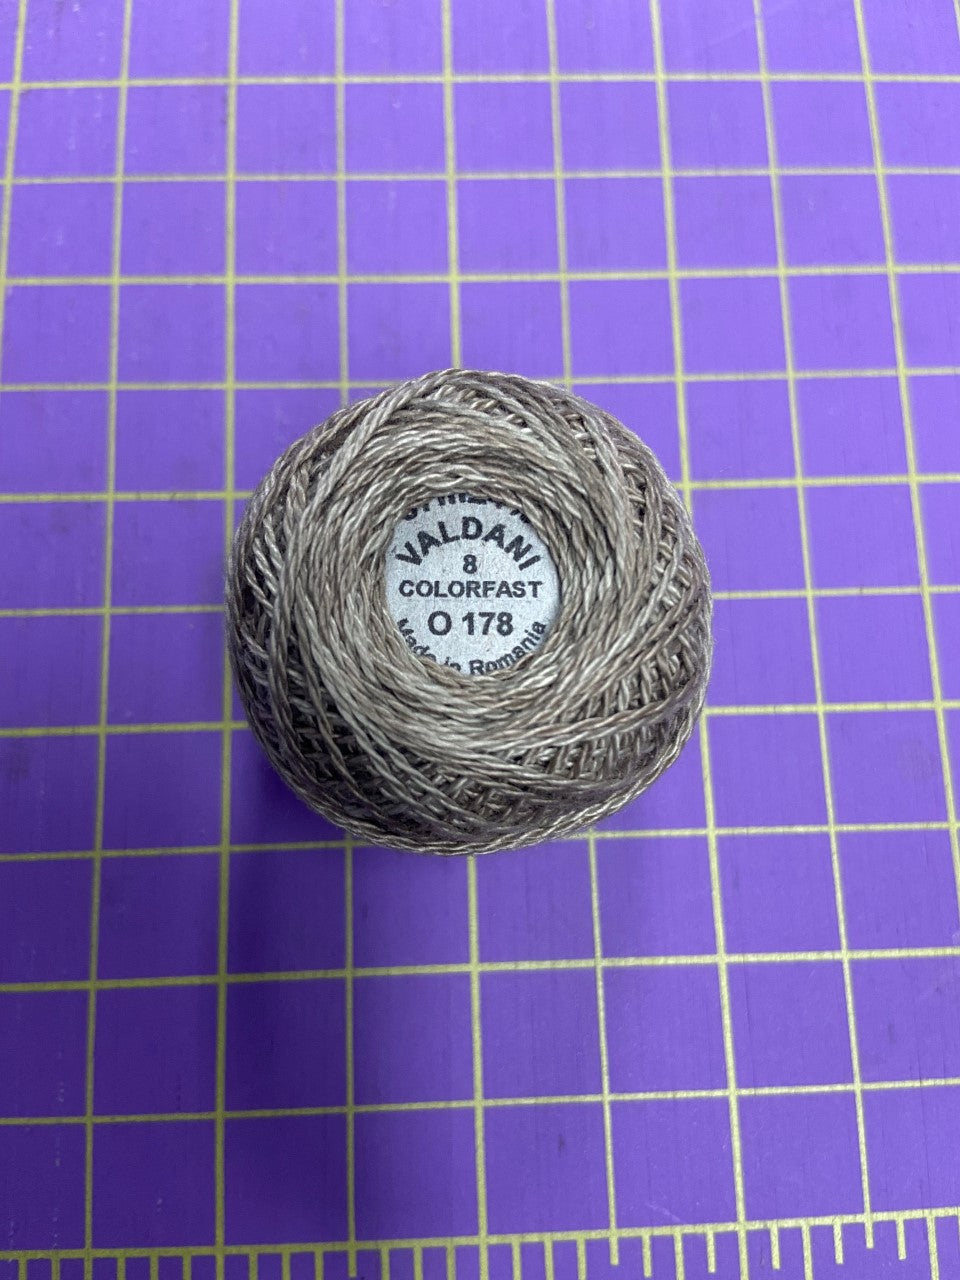 VALDANI
8
COLORFAST
O 178
Made in Romania